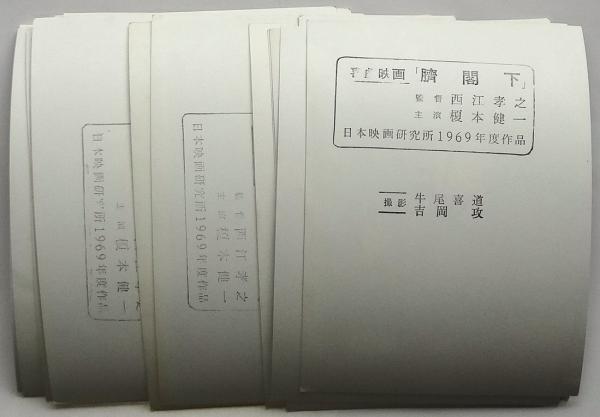 映画「臍閣下」
監督 西江孝之
主演 榎本健一
日本映画研究所1969年度作品
撮影 牛尾喜道
吉岡 攻
監督 西江孝之
主演 榎本健一
日本映画研究所1969年度作品
孝之
主演 榎本健一
日本映画研究所1969年度作品